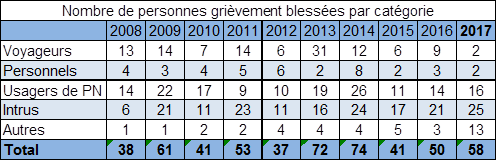 Nombre de personnes grièvement blessées par catégorie
2008 2009 2010 2011 2012 2013 2014 2015 2016 2017
Voyageurs 13 14 7 14 6 31 12 6 9 2
Personnels 4 3 4 5 6 2 8 2 3 2
Usagers de PN 14 22 17 9 10 19 26 11 14 16
Intrus 6 21 11 23 11 16 24 17 21 25
Autres 1 1 2 2 4 4 4 5 3 13
Total 38 61 41 53 37 72 74 41 50 58